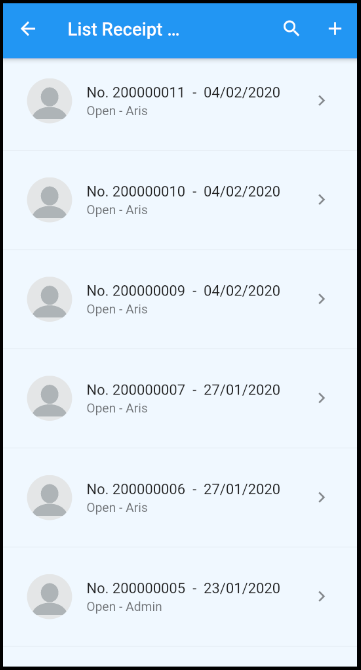 List Receipt ...
No. 200000011 - 04/02/2020
Open - Aris
No. 200000010 - 04/02/2020
Open - Aris
No. 200000009 - 04/02/2020
Open - Aris
No. 200000007 - 27/01/2020
Open - Aris
No. 200000006 - 27/01/2020
Open - Aris
No. 200000005 - 23/01/2020
Open - Admin